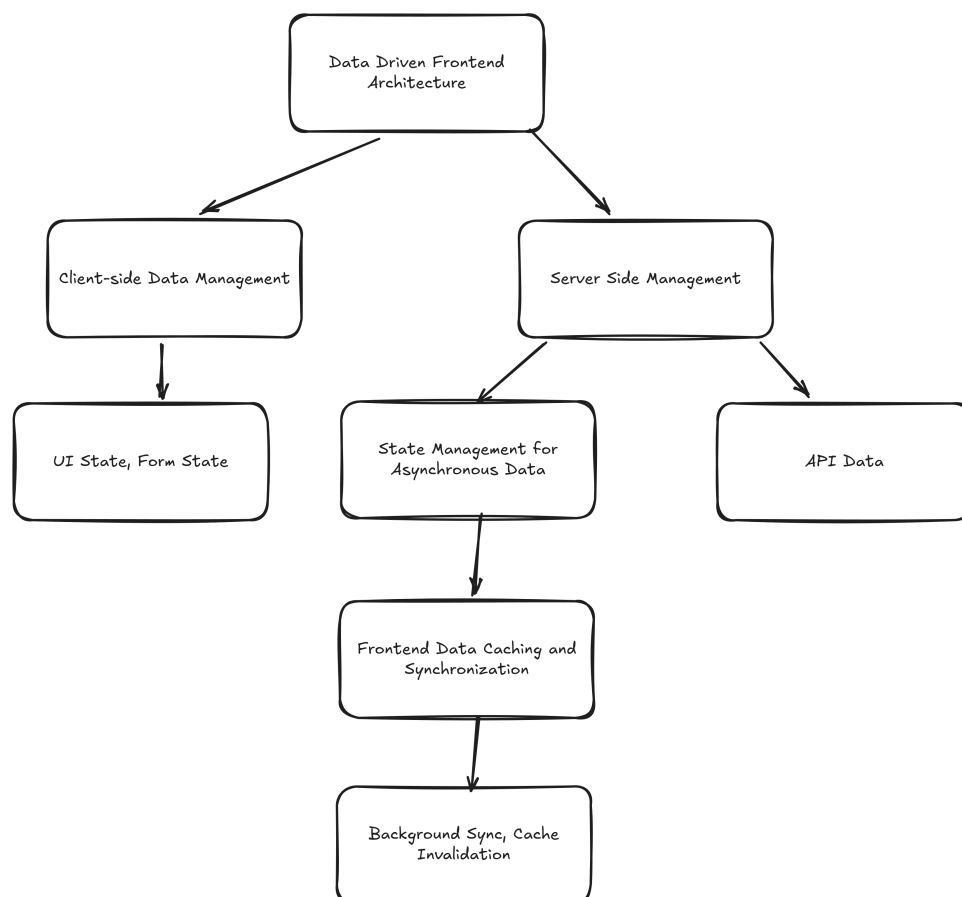 Data Driven Frontend
Architecture
Client-side Data Management
Server Side Management
UI State, Form State
State Management for
Asynchronous Data
API Data
Frontend Data Caching and
Synchronization
Background Sync, Cache
Invalidation